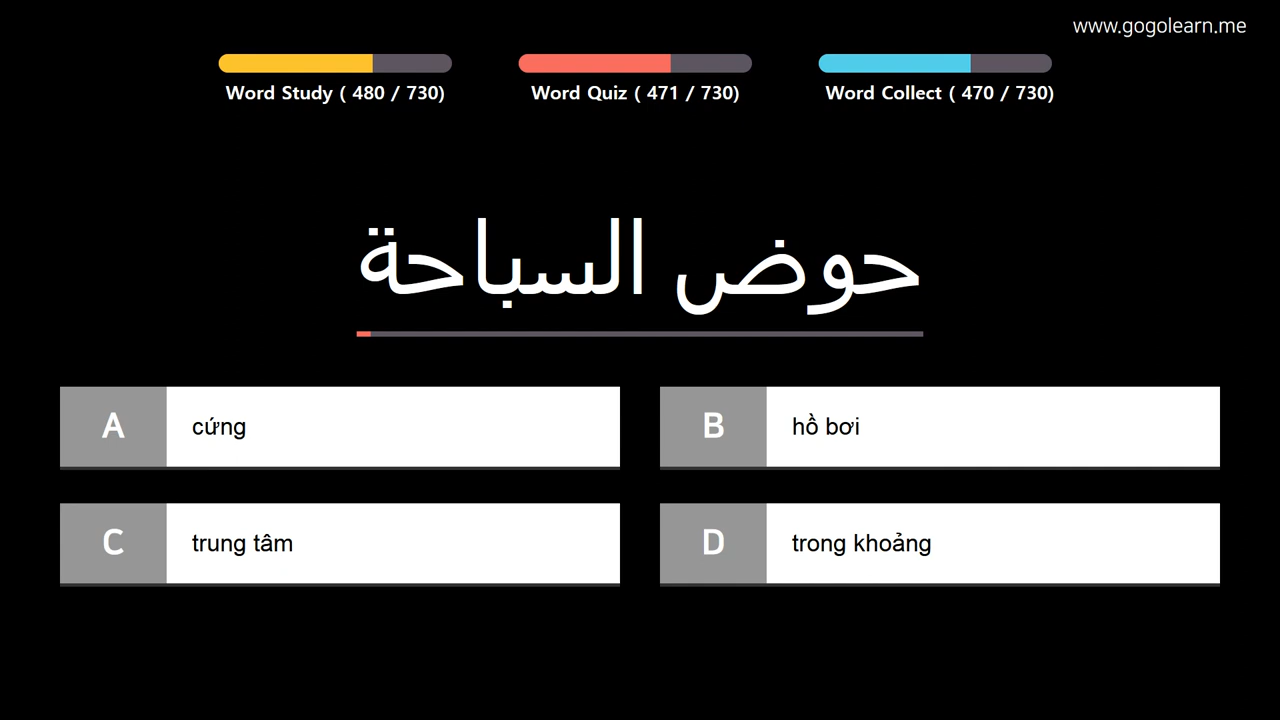 www.gogolearn.me
Word Study ( 480 / 730)
Word Quiz ( 471 / 730)
Word Collect ( 470 / 730)
حوض السباحة
A
cứng
B
hồ bơi
C
trung tâm
D
trong khoảng